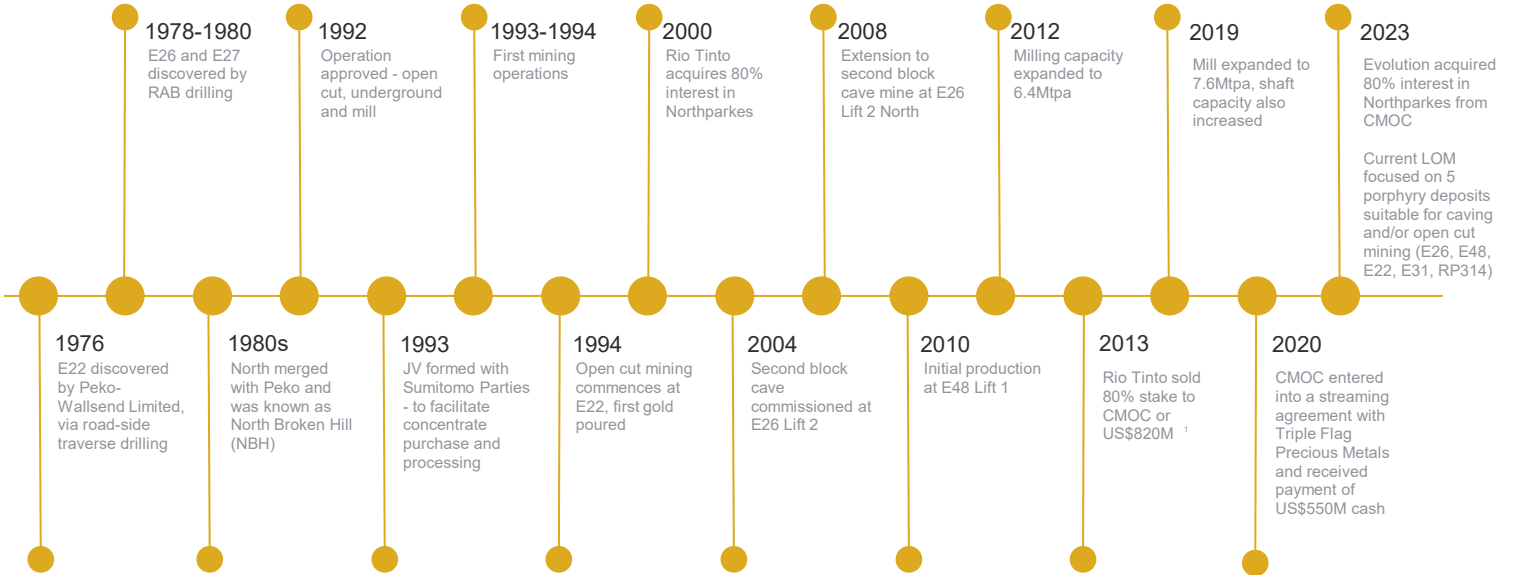 1978-1980
E26 and E27
discovered by
RAB drilling
1992
Operation
approved - open
cut, underground
and mill
1993-1994
First mining
operations
2000
Rio Tinto
acquires 80%
interest in
Northparkes
2008
Extension to
second block
cave mine at E26
Lift 2 North
2012
Milling capacity
expanded to
6.4Mtpa
2019
Mill expanded to
7.6Mtpa, shaft
capacity also
increased
2023
Evolution acquired
80% interest in
Northparkes from
CMOC
Current LOM
focused on 5
porphyry deposits
suitable for caving
and/or open cut
mining (E26, E48,
E22, E31, RP314)
1976
E22 discovered
by Peko-
Wallsend Limited,
via road-side
traverse drilling
1980s
North merged
with Peko and
was known as
North Broken Hill
(NBH)
1993
JV formed with
Sumitomo Parties
- to facilitate
concentrate
purchase and
processing
1994
Open cut mining
commences at
E22, first gold
poured
2004
Second block
cave
commissioned at
E26 Lift 2
2010
Initial production
at E48 Lift 1
2013
Rio Tinto sold
80% stake to
CMOC or
US$820M 1
2020
CMOC entered
into a streaming
agreement with
Triple Flag
Precious Metals
and received
payment of
US$550M cash